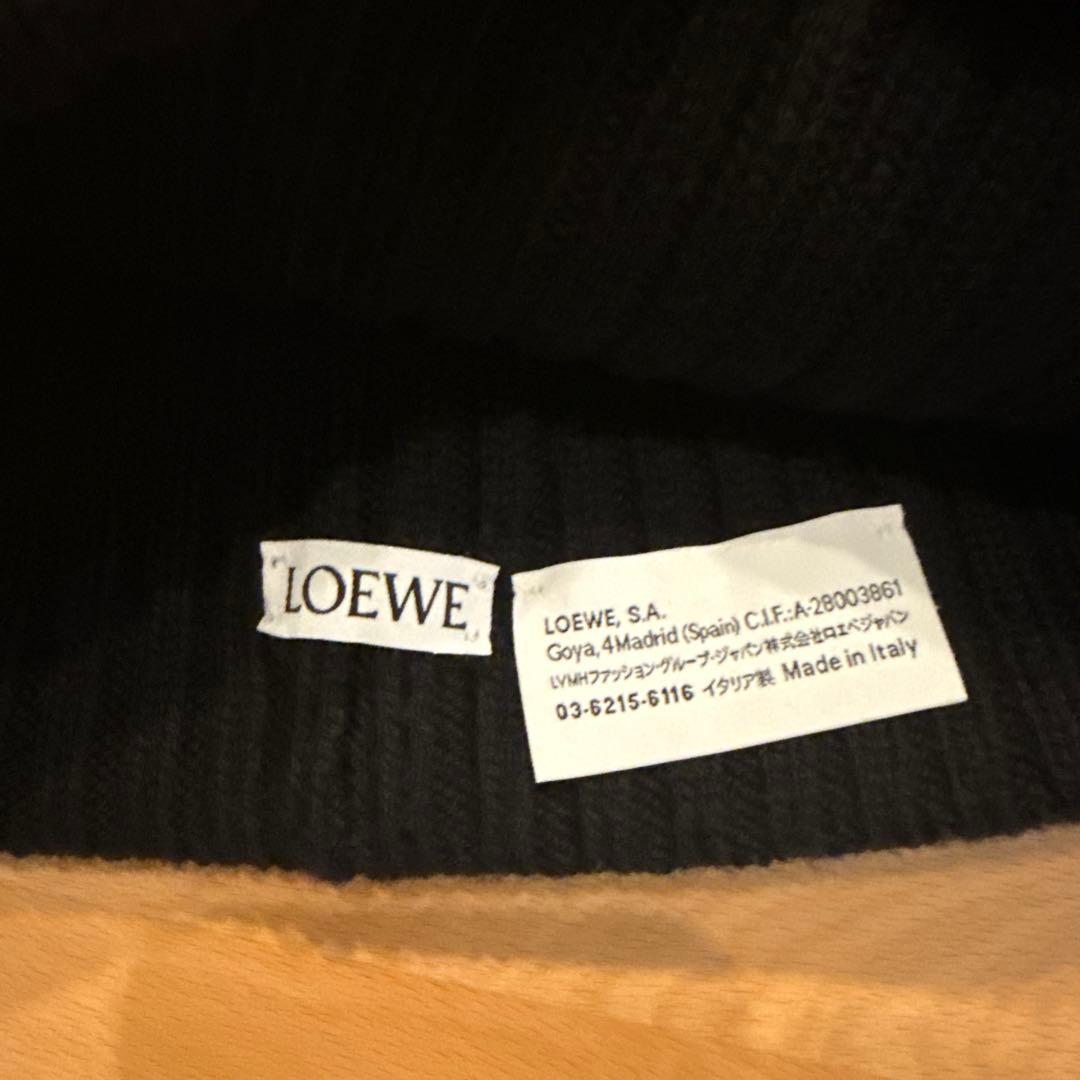 LOEWE
LOEWE, S.A.
Goya, 4 Madrid (Spain) C.I.F.:A-28003861
LVMHファッション・グループ・ジャパン株式会社ロエベジャパン
03-6215-6116 イタリア製 Made in Italy